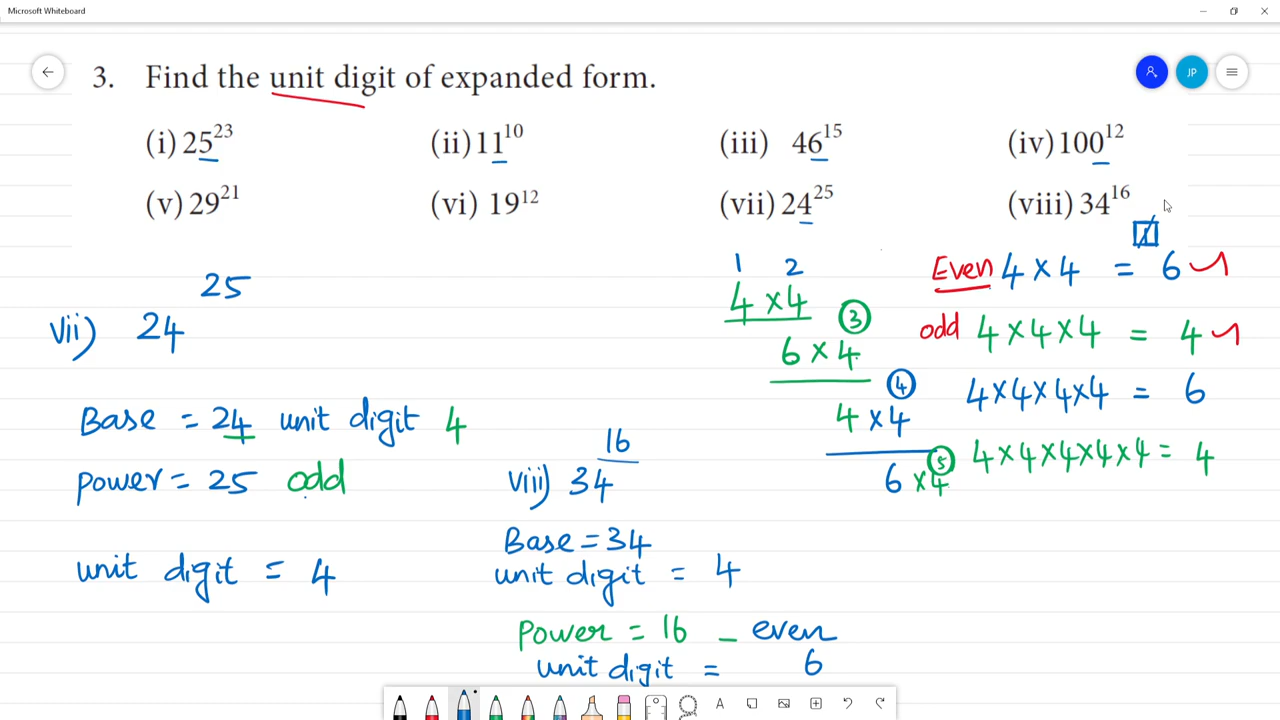 Microsoft Whiteboard
3. Find the unit digit of expanded form.
JP
(i) 25^23 (ii) 11^10 (iii) 46^15 (iv) 100^12
(v) 29^21 (vi) 19^12 (vii) 24^25 (viii) 34^16
vii) 24^25
Base = 24 unit digit 4
Power = 25 odd
unit digit = 4
1 2
4 × 4 ③
6 × 4
④
4 × 4
6 × 4 ⑤
Even 4 × 4 = 6
odd 4 × 4 × 4 = 4
4 × 4 × 4 × 4 = 6
4 × 4 × 4 × 4 × 4 = 4
viii) 34^16
Base = 34
unit digit = 4
Power = 16 – even
unit digit = 6
A